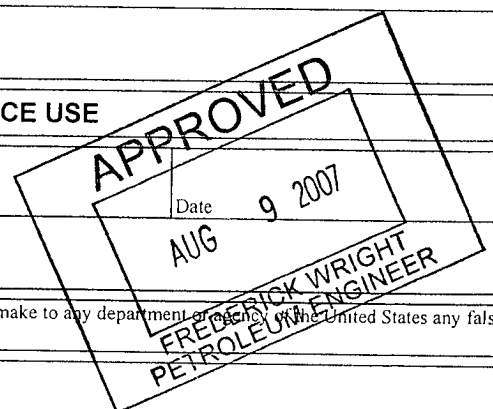 CE USE
APPROVED
Date
AUG 9 2007
FREDERICK WRIGHT
PETROLEUM ENGINEER
make to any department or agency of the United States any fals